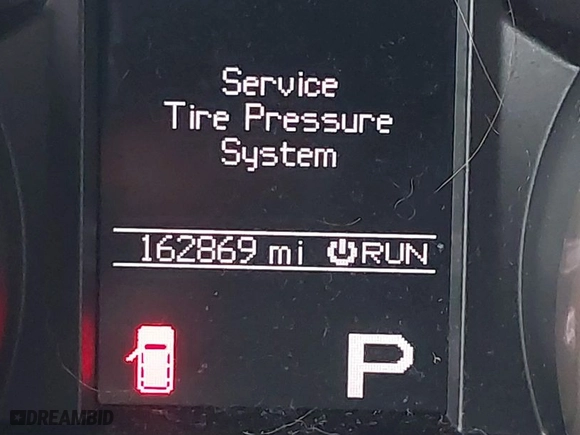 Service
Tire Pressure
System
162869 mi RUN
P
DREAMBID